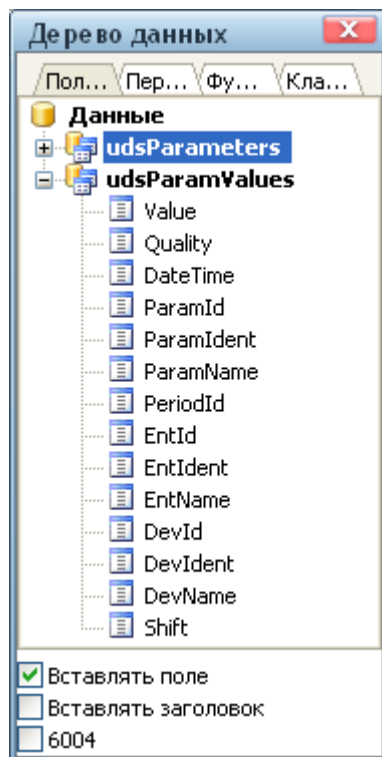 Дерево данных
Пол... Пер... Фу... Кла...
Данные
udsParameters
udsParamValues
Value
Quality
DateTime
ParamId
ParamIdent
ParamName
PeriodId
EntId
EntIdent
EntName
DevId
DevIdent
DevName
Shift
Вставлять поле
Вставлять заголовок
6004